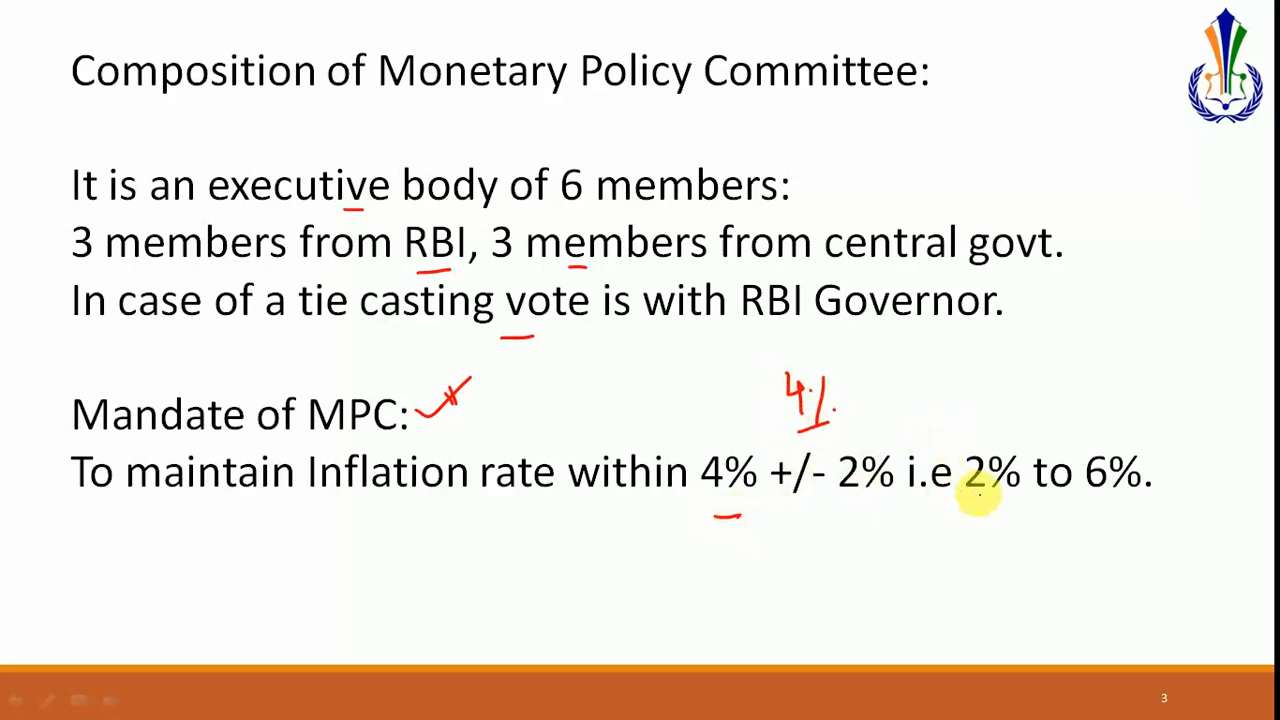 Composition of Monetary Policy Committee:
It is an executive body of 6 members:
3 members from RBI, 3 members from central govt.
In case of a tie casting vote is with RBI Governor.
4%
Mandate of MPC:
To maintain Inflation rate within 4% +/- 2% i.e 2% to 6%.
3